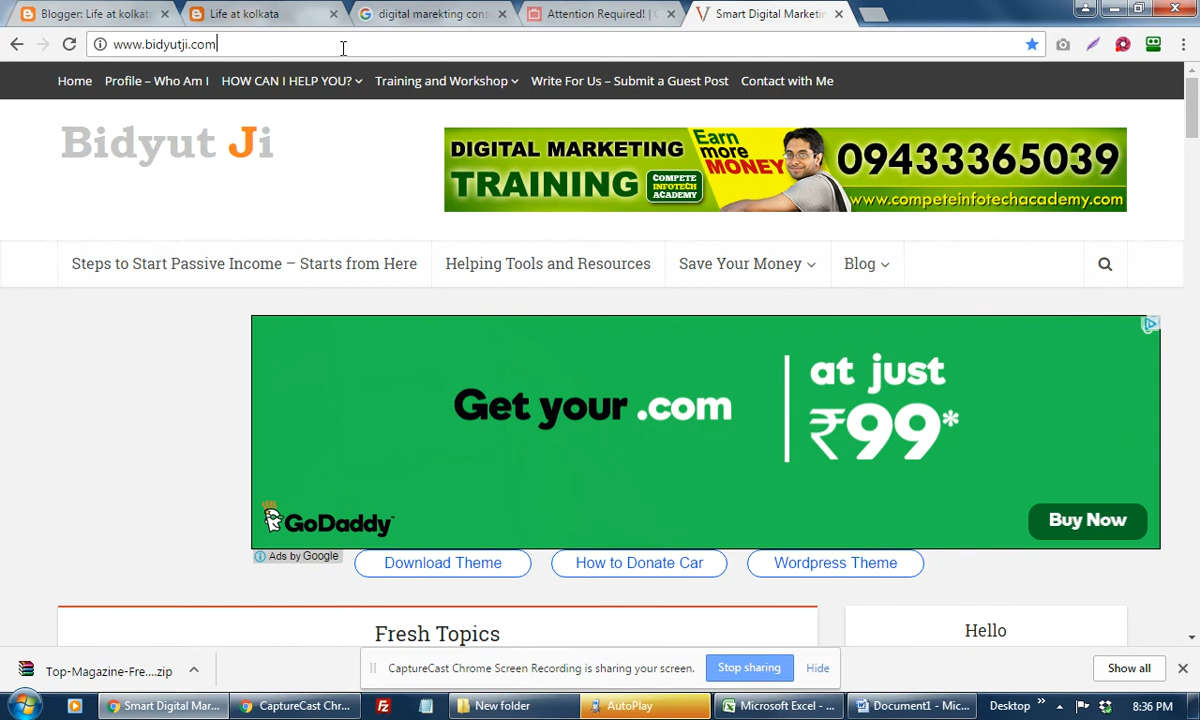 Blogger: Life at kolkata
Life at kolkata
digital marekting cons
Attention Required! | C
Smart Digital Marketin
www.bidyutji.com
Home
Profile – Who Am I
HOW CAN I HELP YOU?
Training and Workshop
Write For Us – Submit a Guest Post
Contact with Me
Bidyut Ji
DIGITAL MARKETING
TRAINING
COMPETE
INFOTECH
ACADEMY
Earn
more
MONEY
09433365039
www.competeinfotechacademy.com
Steps to Start Passive Income – Starts from Here
Helping Tools and Resources
Save Your Money
Blog
Get your .com
at just
₹99*
GoDaddy
Buy Now
Ads by Google
Download Theme
How to Donate Car
Wordpress Theme
Fresh Topics
Hello
Top-Magazine-Fre....zip
CaptureCast Chrome Screen Recording is sharing your screen.
Stop sharing
Hide
Show all
Smart Digital Mar...
CaptureCast Chr...
New folder
AutoPlay
Microsoft Excel - ...
Document1 - Mic...
Desktop
8:36 PM